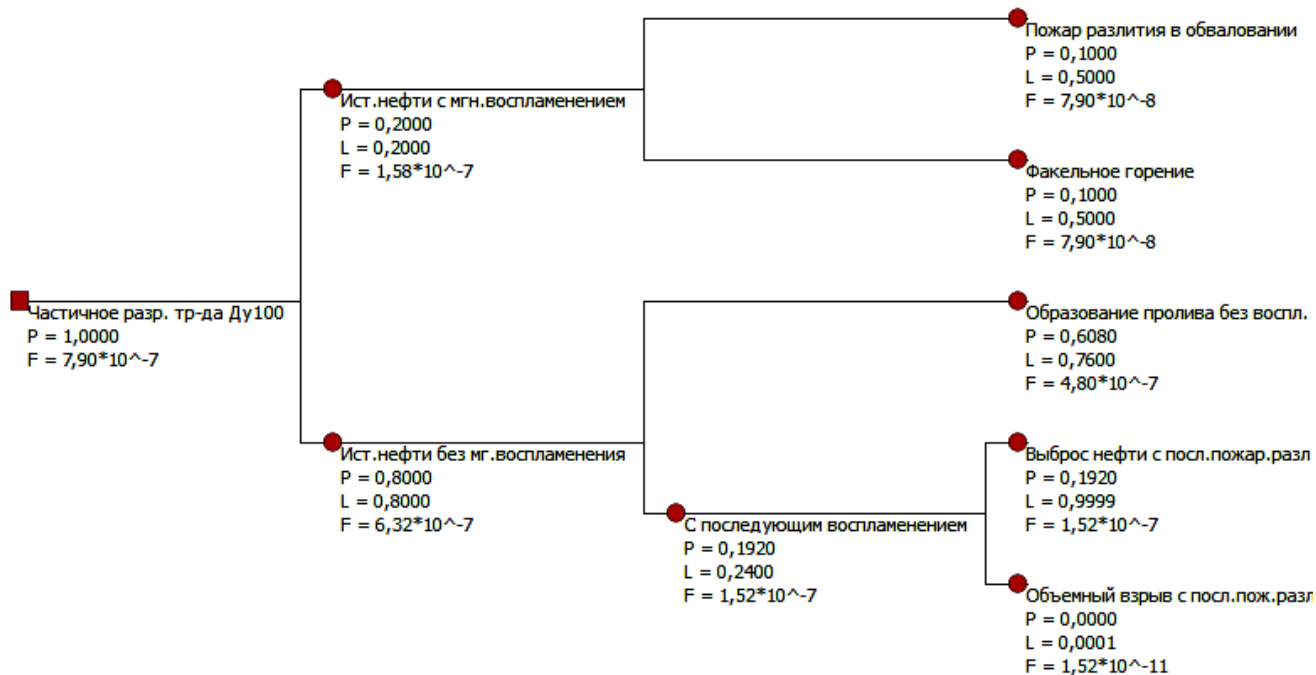 Пожар разлития в обваловании
P = 0,1000
L = 0,5000
F = 7,90*10^-8
Ист.нефти с мгн.воспламенением
P = 0,2000
L = 0,2000
F = 1,58*10^-7
Факельное горение
P = 0,1000
L = 0,5000
F = 7,90*10^-8
Частичное разр. тр-да Ду100
P = 1,0000
F = 7,90*10^-7
Образование пролива без воспл.
P = 0,6080
L = 0,7600
F = 4,80*10^-7
Ист.нефти без мг.воспламенения
P = 0,8000
L = 0,8000
F = 6,32*10^-7
Выброс нефти с посл.пожар.разл
P = 0,1920
L = 0,9999
F = 1,52*10^-7
С последующим воспламенением
P = 0,1920
L = 0,2400
F = 1,52*10^-7
Объемный взрыв с посл.пож.разл
P = 0,0000
L = 0,0001
F = 1,52*10^-11